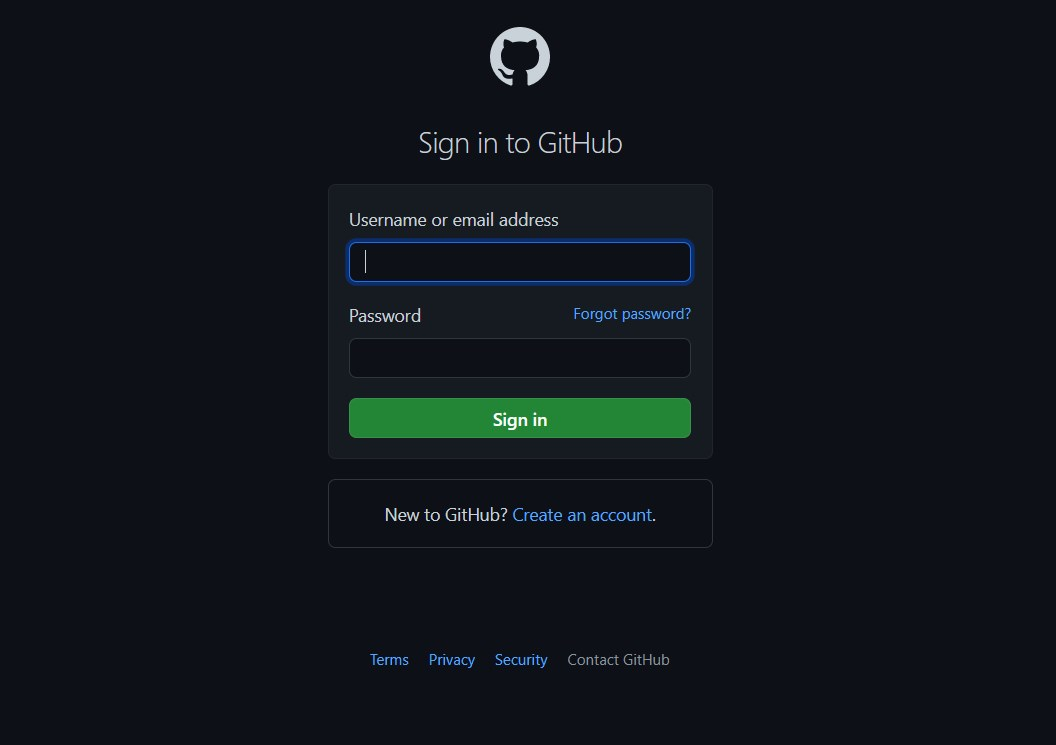 Sign in to GitHub
Username or email address
Password Forgot password?
Sign in
New to GitHub? Create an account.
Terms Privacy Security Contact GitHub